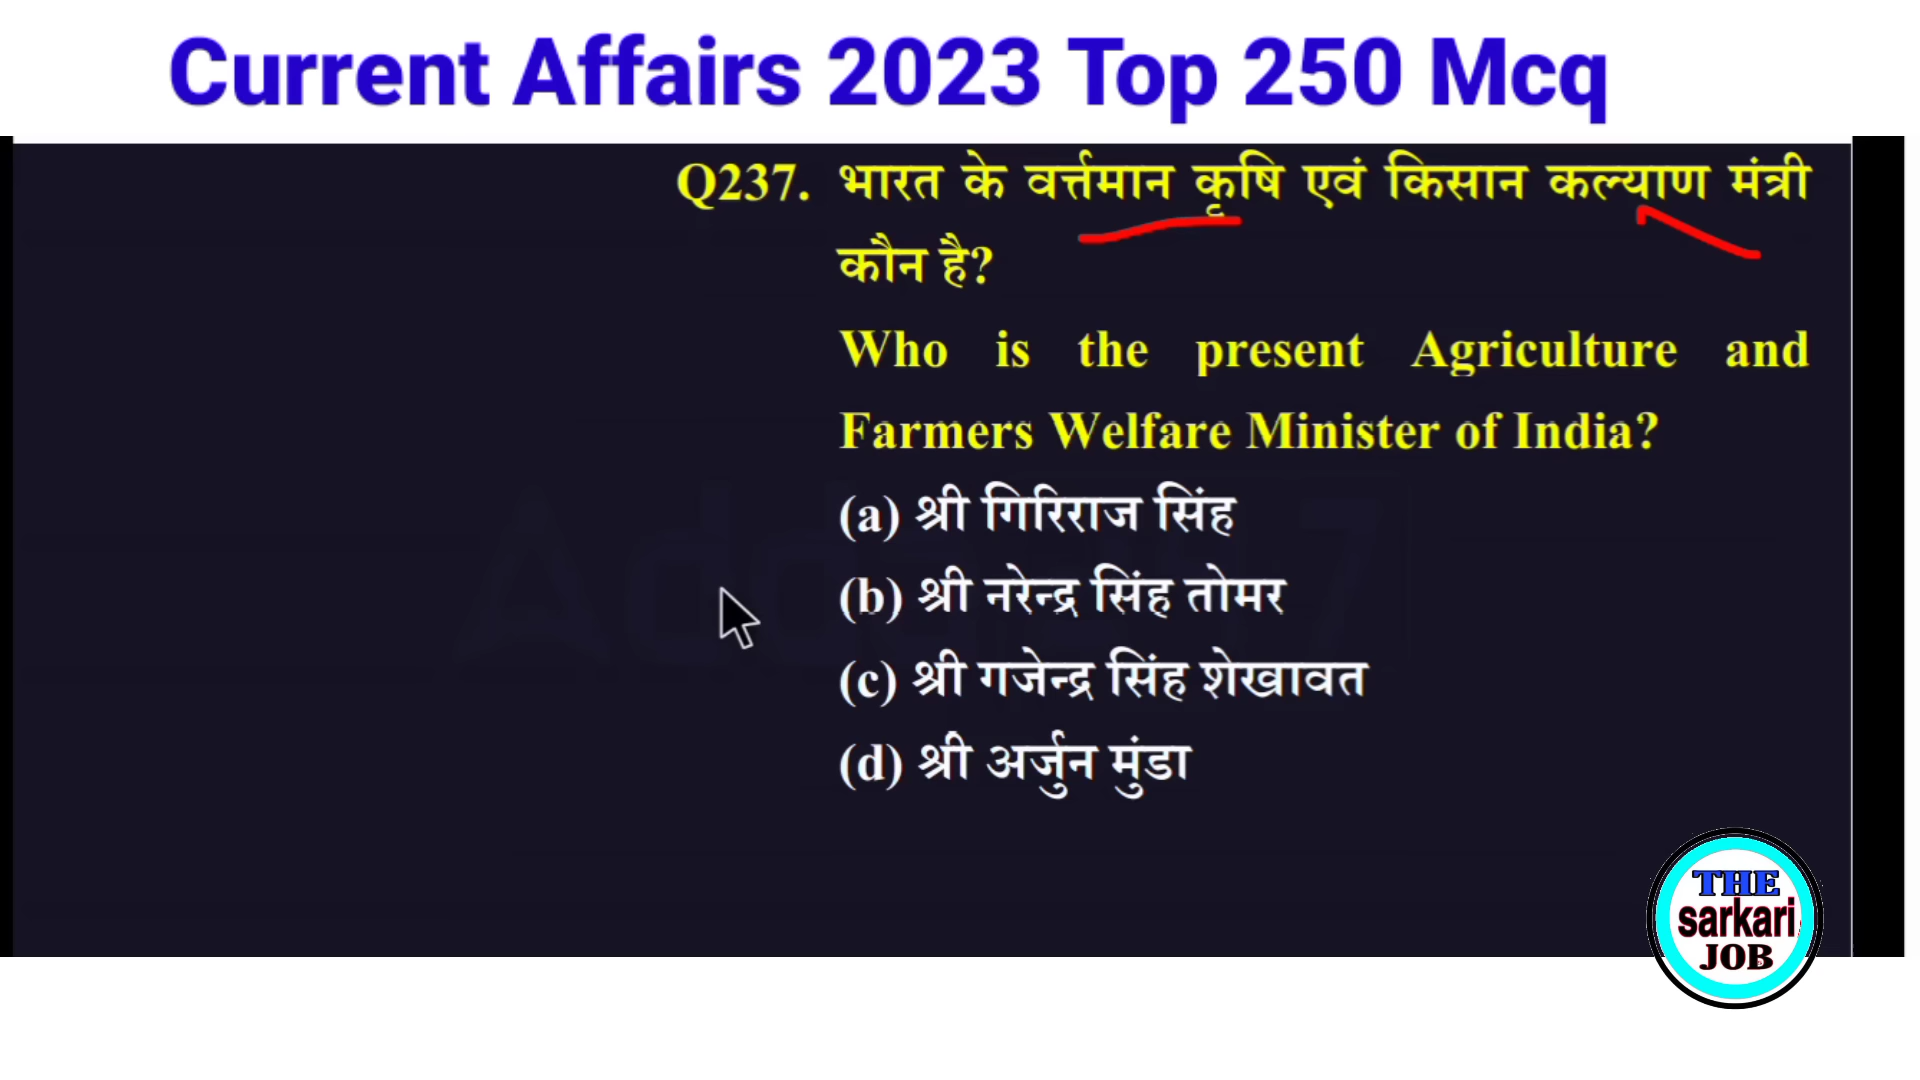 Current Affairs 2023 Top 250 Mcq
Q237. भारत के वर्त्तमान कृषि एवं किसान कल्याण मंत्री
कौन है?
Who is the present Agriculture and
Farmers Welfare Minister of India?
(a) श्री गिरिराज सिंह
(b) श्री नरेन्द्र सिंह तोमर
(c) श्री गजेन्द्र सिंह शेखावत
(d) श्री अर्जुन मुंडा
THE
sarkari
JOB